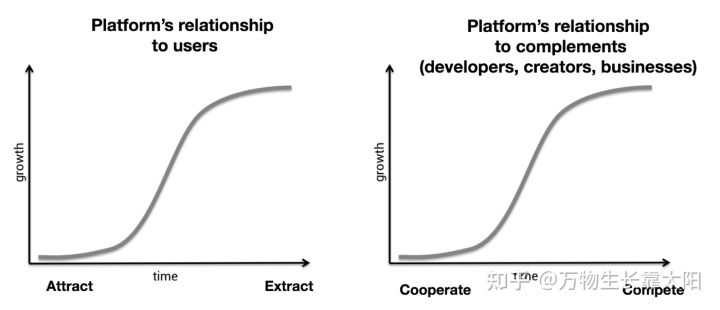 Platform's relationship
to users
growth
time
Attract
Extract
Platform's relationship
to complements
(developers, creators, businesses)
growth
time
Cooperate
Compete
知乎 @万物生长靠太阳